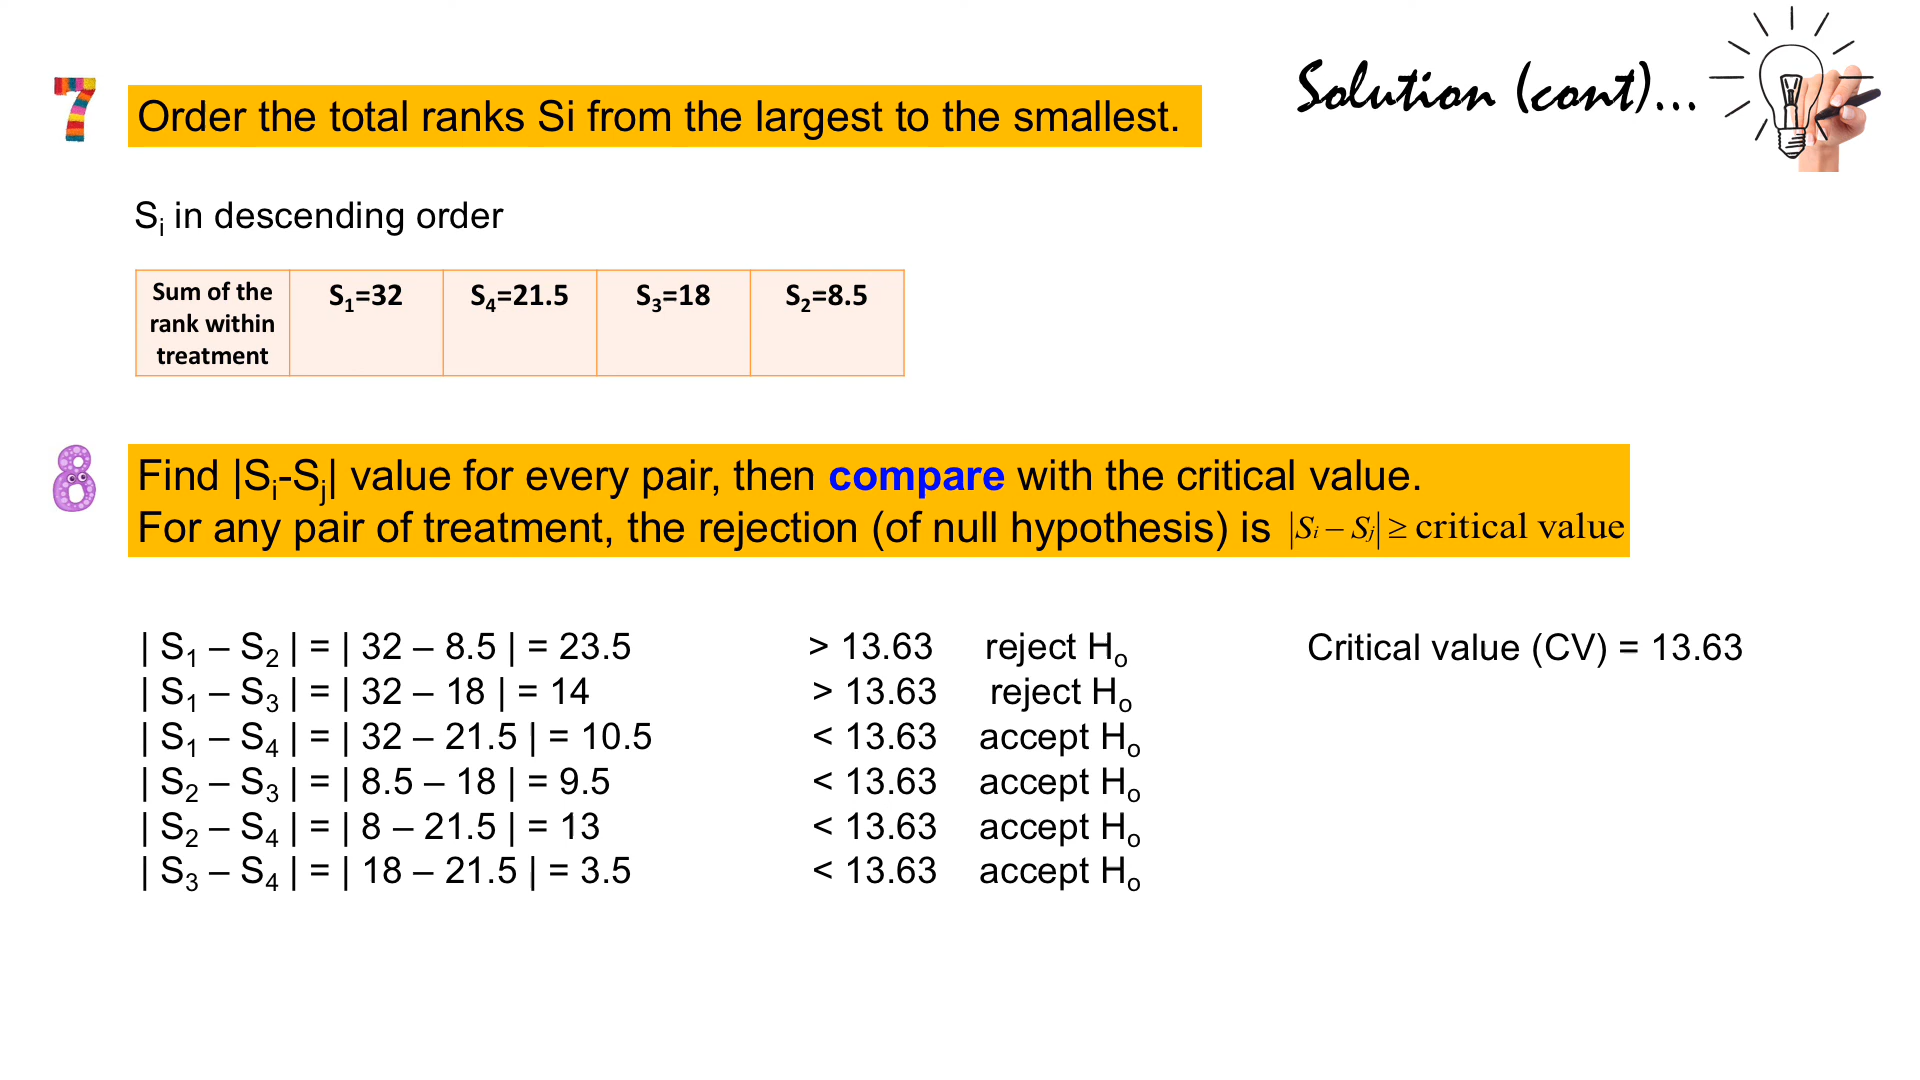 Solution (cont)...
7
Order the total ranks Si from the largest to the smallest.
Si in descending order
Sum of the rank within treatment S1=32 S4=21.5 S3=18 S2=8.5
8
Find |Si-Sj| value for every pair, then compare with the critical value.
For any pair of treatment, the rejection (of null hypothesis) is |Si – Sj| ≥ critical value
| S1 – S2 | = | 32 – 8.5 | = 23.5 > 13.63 reject Ho Critical value (CV) = 13.63
| S1 – S3 | = | 32 – 18 | = 14 > 13.63 reject Ho
| S1 – S4 | = | 32 – 21.5 | = 10.5 < 13.63 accept Ho
| S2 – S3 | = | 8.5 – 18 | = 9.5 < 13.63 accept Ho
| S2 – S4 | = | 8 – 21.5 | = 13 < 13.63 accept Ho
| S3 – S4 | = | 18 – 21.5 | = 3.5 < 13.63 accept Ho